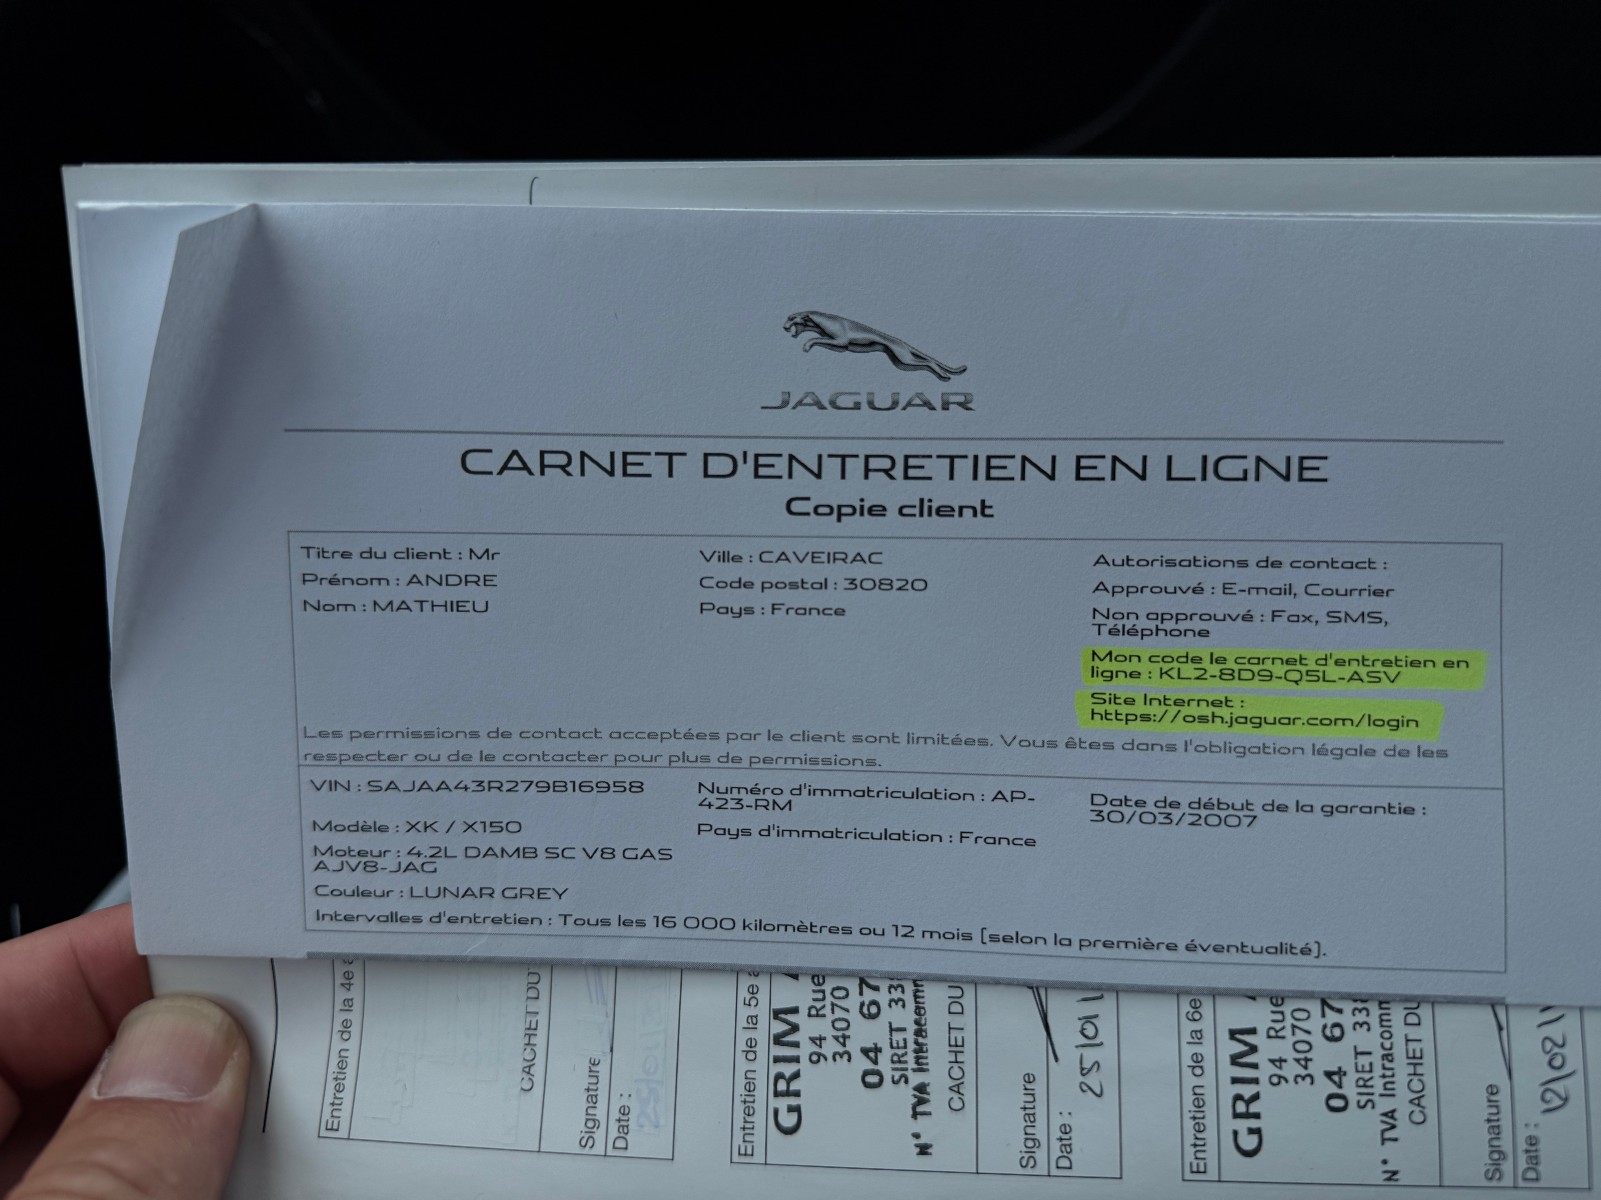 JAGUAR
CARNET D'ENTRETIEN EN LIGNE
Copie client
Titre du client : Mr
Prénom : ANDRE
Nom : MATHIEU
Ville : CAVEIRAC
Code postal : 30820
Pays : France
Autorisations de contact :
Approuvé : E-mail, Courrier
Non approuvé : Fax, SMS,
Téléphone
Mon code le carnet d'entretien en
ligne : KL2-8D9-Q5L-ASV
Site Internet :
https://osh.jaguar.com/login
Les permissions de contact acceptées par le client sont limitées. Vous êtes dans l'obligation légale de les
respecter ou de le contacter pour plus de permissions.
VIN : SAJAA43R279B16958
Modèle : XK / X150
Moteur : 4.2L DAMB SC V8 GAS
AJV8-JAG
Couleur : LUNAR GREY
Numéro d'immatriculation : AP-
423-RM
Pays d'immatriculation : France
Date de début de la garantie :
30/03/2007
Intervalles d'entretien : Tous les 16 000 kilomètres ou 12 mois [selon la première éventualité].
Entretien de la 4e
CACHET DU
Signature
Date :
Entretien de la 5e
GRIM
94 Rue
34070
04 67
SIRET
N° TVA Intracomm
CACHET DU
Signature
Date : 25/01
Entretien de la 6e
GRIM
94 Rue
34070
04 67
SIRET
N° TVA Intracomm
CACHET DU
Signature
Date : 12/02